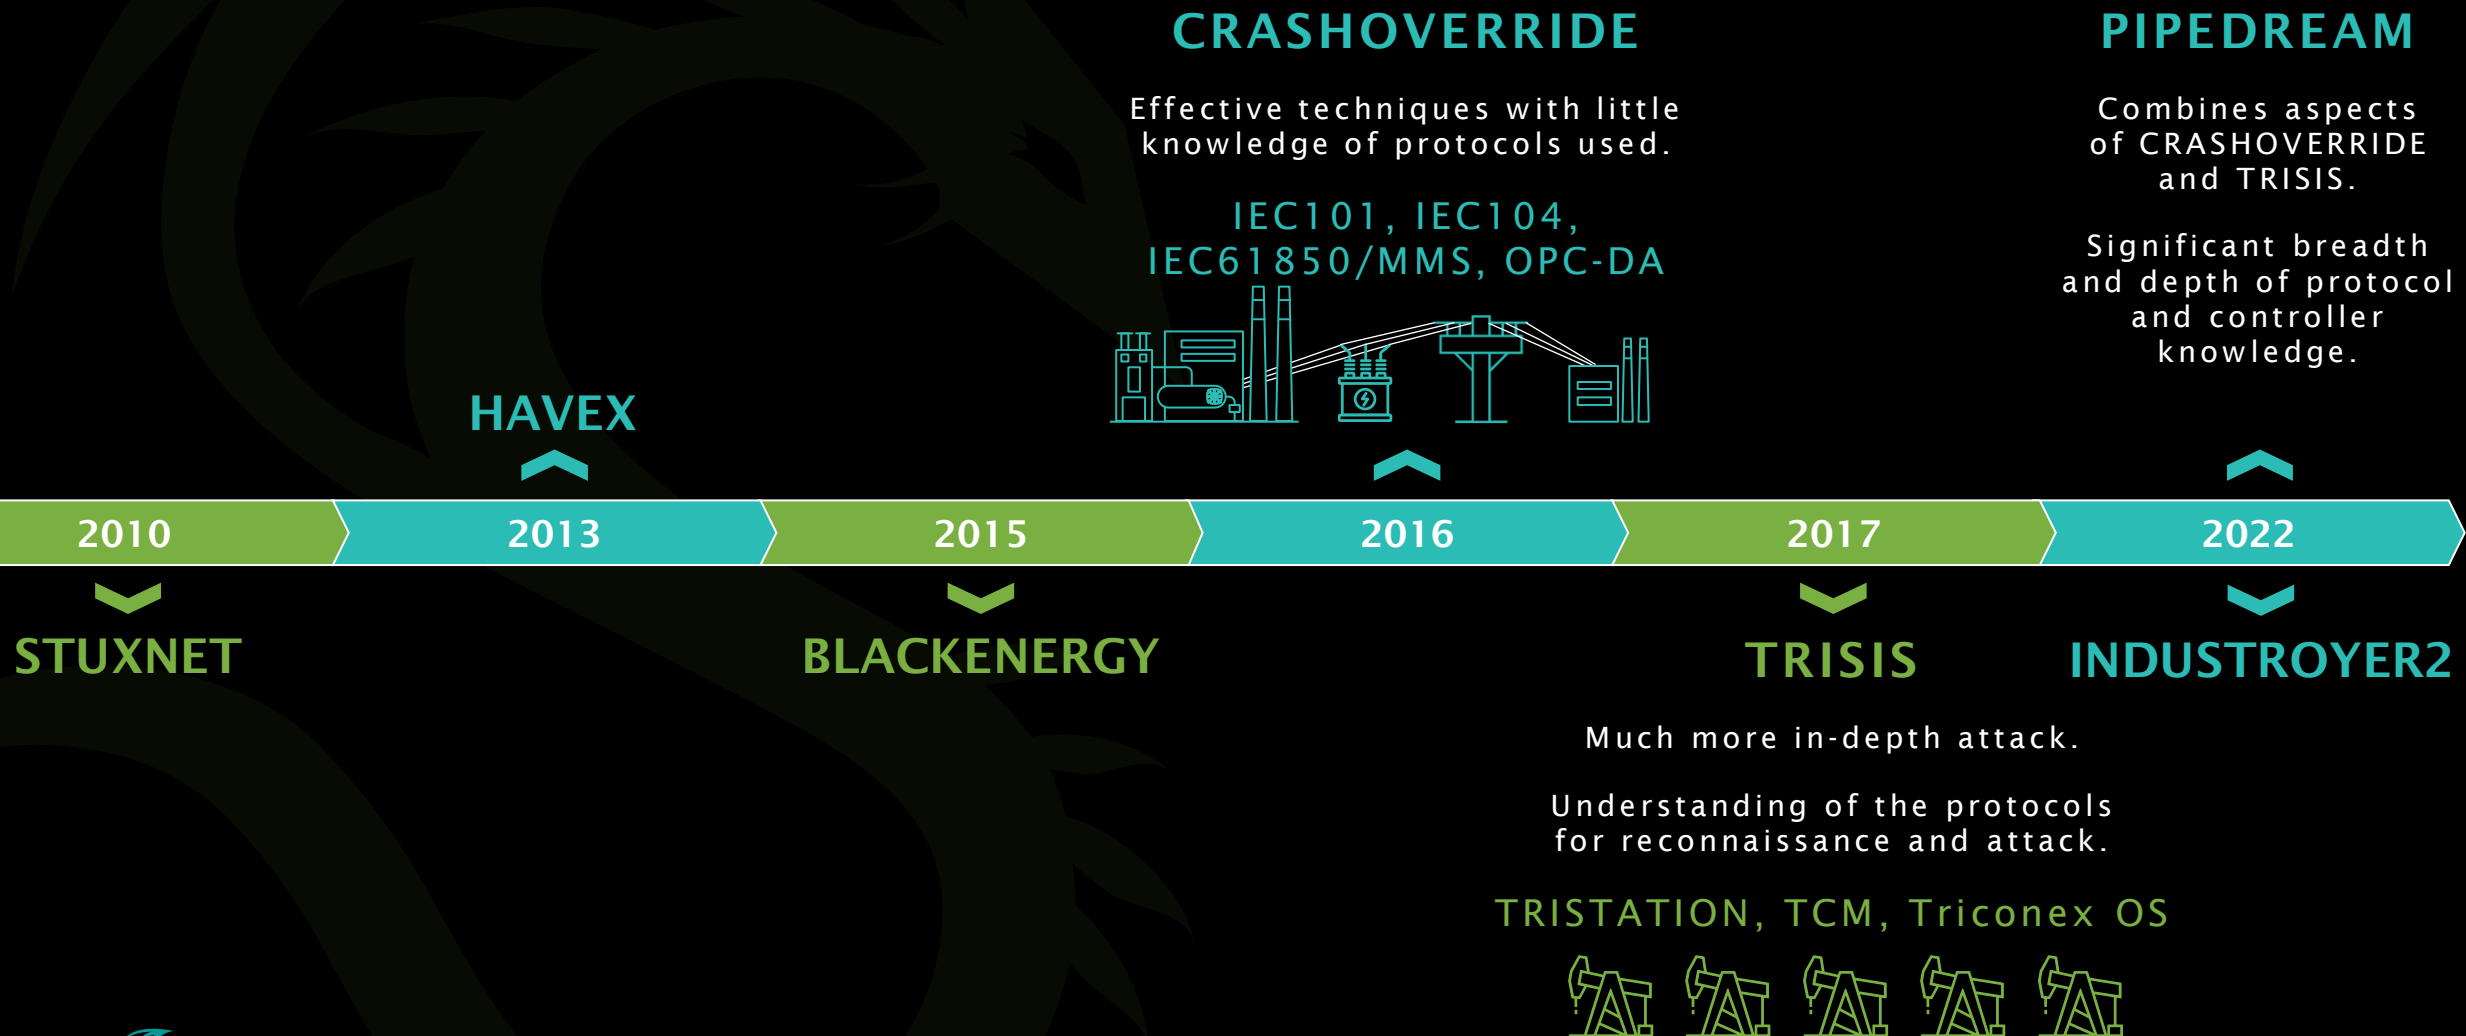 CRASHOVERRIDE
Effective techniques with little
knowledge of protocols used.
IEC101, IEC104,
IEC61850/MMS, OPC-DA
PIPEDREAM
Combines aspects
of CRASHOVERRIDE
and TRISIS.
Significant breadth
and depth of protocol
and controller
knowledge.
HAVEX
2010
2013
2015
2016
2017
2022
STUXNET
BLACKENERGY
TRISIS
Much more in-depth attack.
Understanding of the protocols
for reconnaissance and attack.
TRISTATION, TCM, Triconex OS
INDUSTROYER2